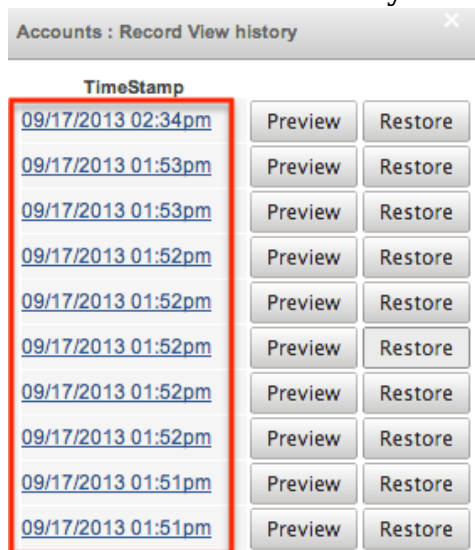 Accounts : Record View history
TimeStamp
09/17/2013 02:34pm Preview Restore
09/17/2013 01:53pm Preview Restore
09/17/2013 01:53pm Preview Restore
09/17/2013 01:52pm Preview Restore
09/17/2013 01:52pm Preview Restore
09/17/2013 01:52pm Preview Restore
09/17/2013 01:52pm Preview Restore
09/17/2013 01:52pm Preview Restore
09/17/2013 01:51pm Preview Restore
09/17/2013 01:51pm Preview Restore